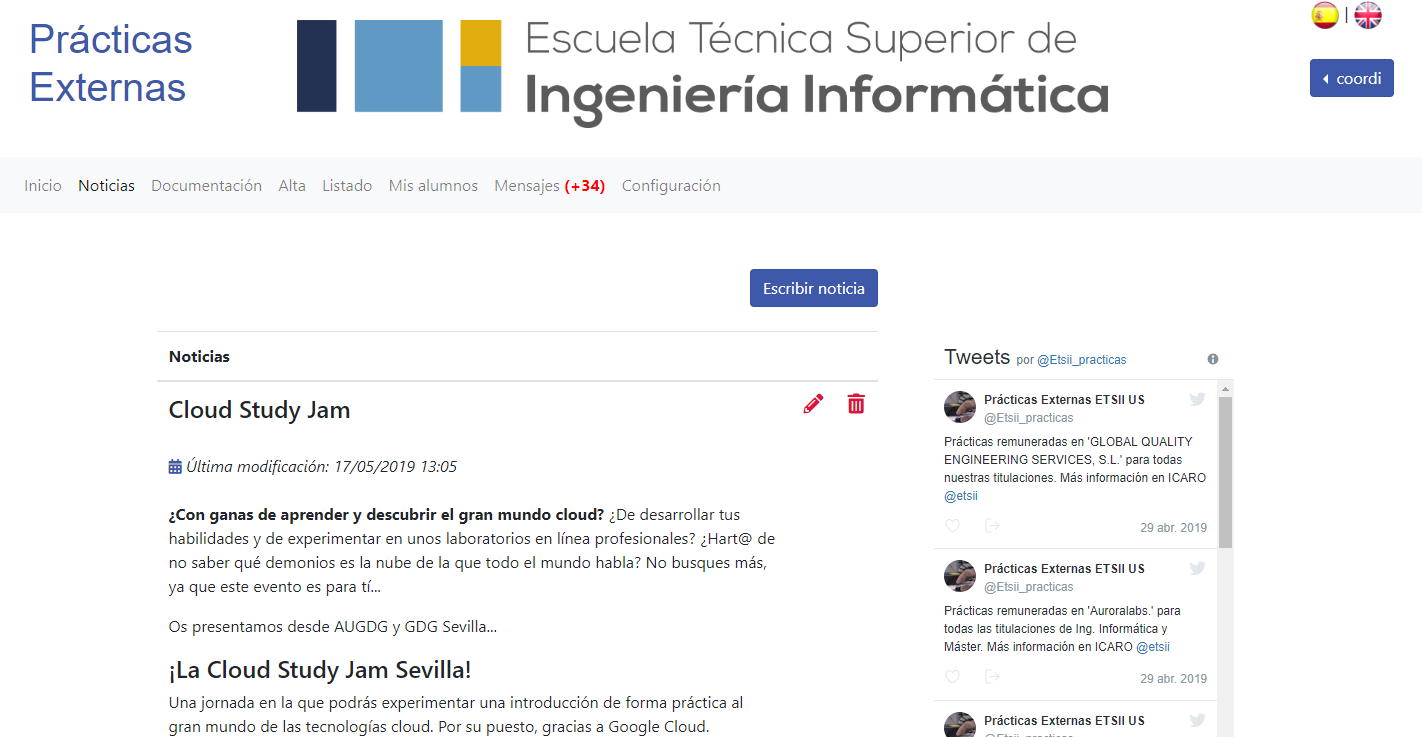 Prácticas
Externas
Escuela Técnica Superior de
Ingeniería Informática
|
coordi
Inicio Noticias Documentación Alta Listado Mis alumnos Mensajes (+34) Configuración
Escribir noticia
Noticias
Cloud Study Jam
Última modificación: 17/05/2019 13:05
¿Con ganas de aprender y descubrir el gran mundo cloud? ¿De desarrollar tus
habilidades y de experimentar en unos laboratorios en línea profesionales? ¿Hart@ de
no saber qué demonios es la nube de la que todo el mundo habla? No busques más,
ya que este evento es para tí...
Os presentamos desde AUGDG y GDG Sevilla...
¡La Cloud Study Jam Sevilla!
Una jornada en la que podrás experimentar una introducción de forma práctica al
gran mundo de las tecnologías cloud. Por su puesto, gracias a Google Cloud.
Tweets por @Etsii_practicas
Prácticas Externas ETSII US
@Etsii_practicas
Prácticas remuneradas en 'GLOBAL QUALITY
ENGINEERING SERVICES, S.L.' para todas
nuestras titulaciones. Más información en ICARO
@etsii
29 abr. 2019
Prácticas Externas ETSII US
@Etsii_practicas
Prácticas remuneradas en 'Auroralabs.' para
todas las titulaciones de Ing. Informática y
Máster. Más información en ICARO @etsii
29 abr. 2019
Prácticas Externas ETSII US
@Etsii_practicas